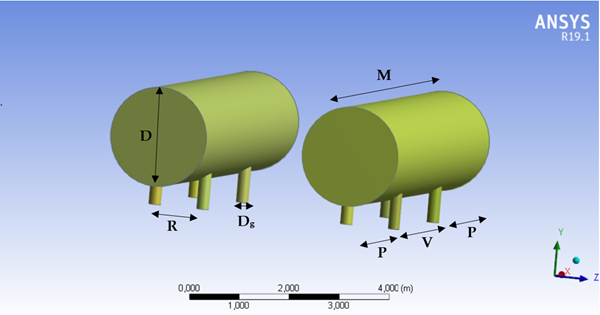 ANSYS
R19.1
M
D
R
Dg
P
V
P
Y
X
Z
0,000
2,000
4,000 (m)
1,000
3,000